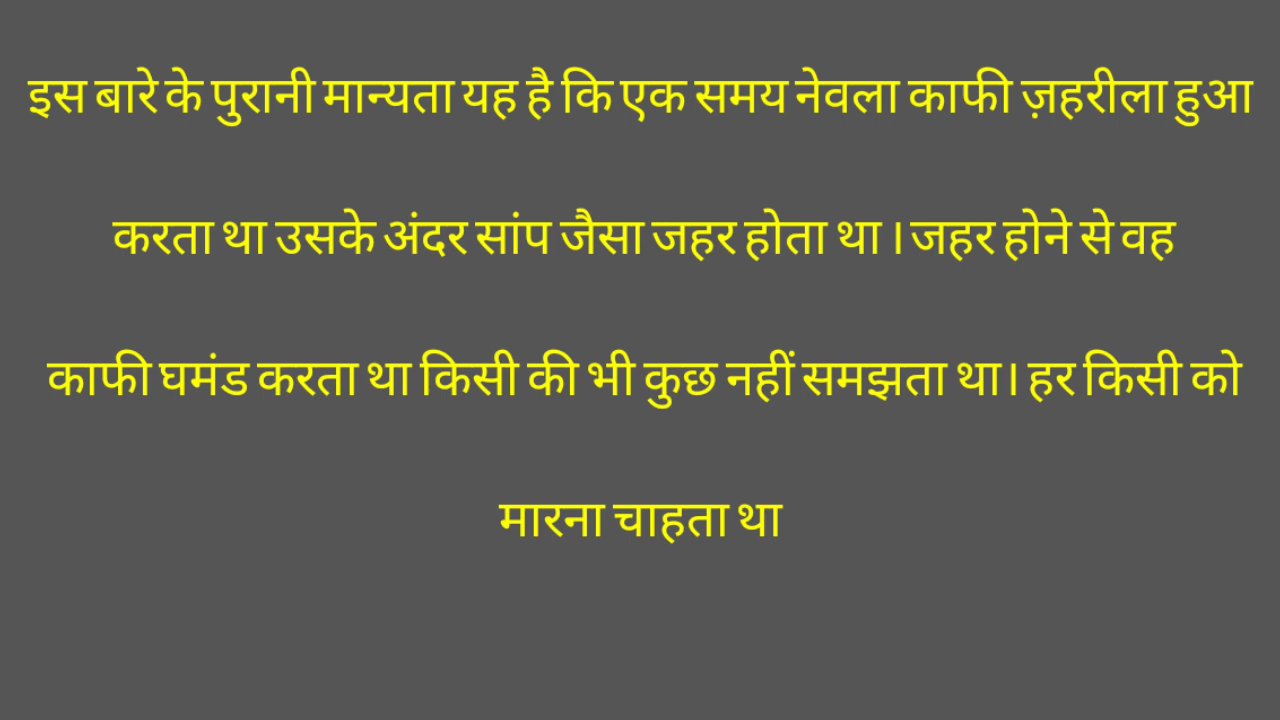 इस बारे के पुरानी मान्यता यह है कि एक समय नेवला काफी ज़हरीला हुआ
करता था उसके अंदर सांप जैसा जहर होता था । जहर होने से वह
काफी घमंड करता था किसी की भी कुछ नहीं समझता था। हर किसी को
मारना चाहता था